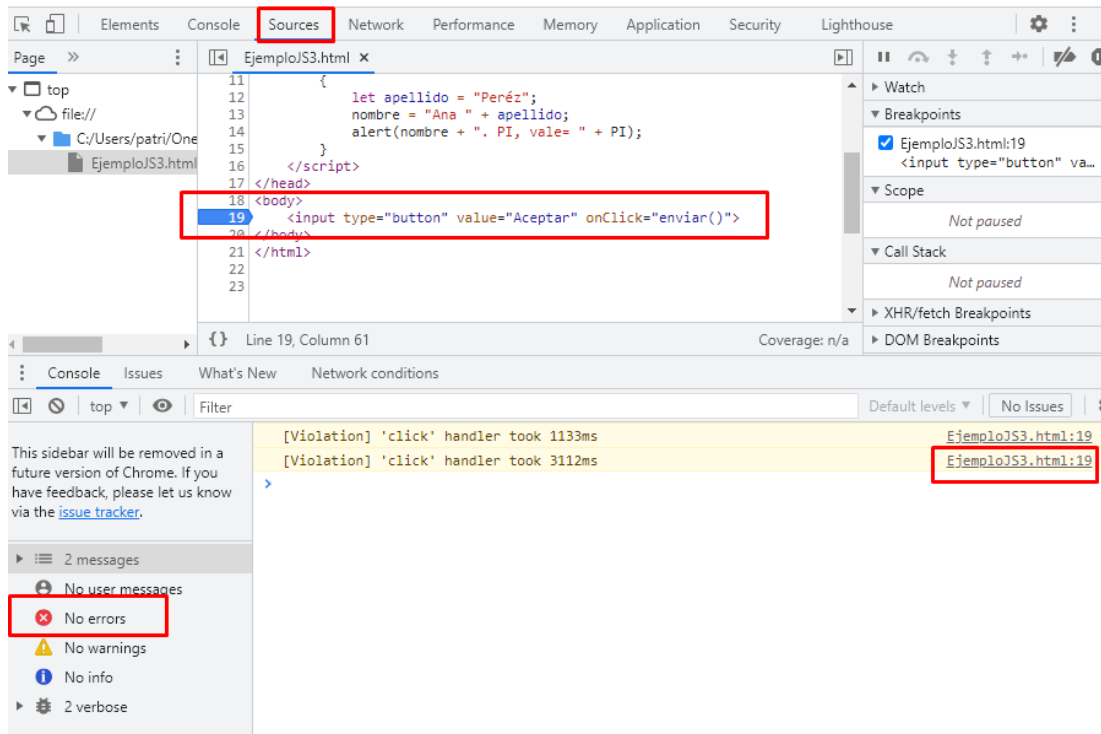 Elements Console Sources Network Performance Memory Application Security Lighthouse
Page
EjemploJS3.html ×
top
file://
C:/Users/patri/One
EjemploJS3.html
11 {
12 let apellido = "Peréz";
13 nombre = "Ana " + apellido;
14 alert(nombre + ". PI, vale= " + PI);
15 }
16 </script>
17 </head>
18 <body>
19 <input type="button" value="Aceptar" onClick="enviar()">
20 </body>
21 </html>
22
23
{} Line 19, Column 61 Coverage: n/a
Watch
Breakpoints
EjemploJS3.html:19
<input type="button" va…
Scope
Not paused
Call Stack
Not paused
XHR/fetch Breakpoints
DOM Breakpoints
Console Issues What's New Network conditions
top Filter Default levels No Issues
This sidebar will be removed in a
future version of Chrome. If you
have feedback, please let us know
via the issue tracker.
2 messages
No user messages
No errors
No warnings
No info
2 verbose
[Violation] 'click' handler took 1133ms EjemploJS3.html:19
[Violation] 'click' handler took 3112ms EjemploJS3.html:19